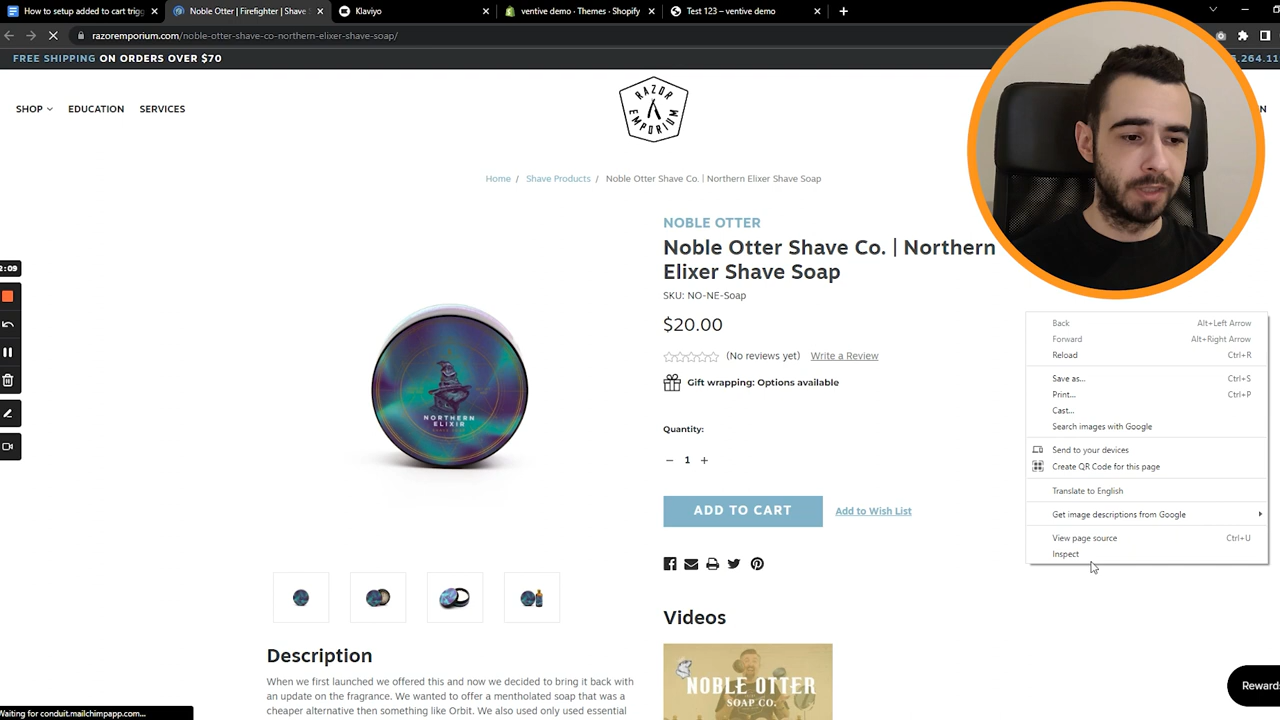 How to setup added to cart trigg
Noble Otter | Firefighter | Shave
Klaviyo
ventive demo · Themes · Shopify
Test 123 – ventive demo
razoremporium.com/noble-otter-shave-co-northern-elixir-shave-soap/
FREE SHIPPING ON ORDERS OVER $70
5.264.11
SHOP
EDUCATION
SERVICES
RAZOR
EMPORIUM
N
Home / Shave Products / Noble Otter Shave Co. | Northern Elixer Shave Soap
NOBLE OTTER
Noble Otter Shave Co. | Northern
Elixer Shave Soap
SKU: NO-NE-Soap
$20.00
(No reviews yet) Write a Review
Gift wrapping: Options available
Quantity:
− 1 +
ADD TO CART
Add to Wish List
2:09
NORTHERN
ELIXIR
SHAVE SOAP
Back Alt+Left Arrow
Forward Alt+Right Arrow
Reload Ctrl+R
Save as... Ctrl+S
Print... Ctrl+P
Cast...
Search images with Google
Send to your devices
Create QR Code for this page
Translate to English
Get image descriptions from Google
View page source Ctrl+U
Inspect
Videos
NOBLE OTTER
SOAP CO.
Description
When we first launched we offered this and now we decided to bring it back with
an update on the fragrance. We wanted to offer a mentholated soap that was a
cheaper alternative then something like Orbit. We also used only used essential
Waiting for conduit.mailchimpapp.com...
Rewards